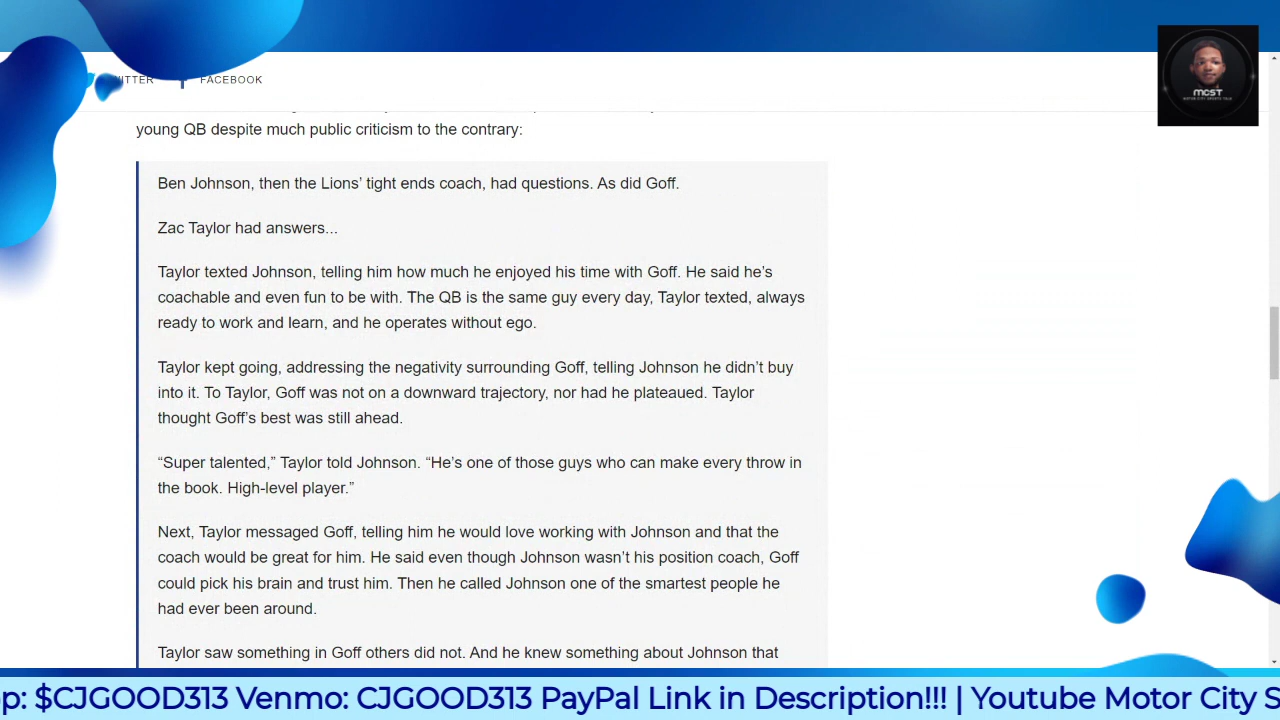 FACEBOOK
MCST
MOTOR CITY SPORTS TALK
young QB despite much public criticism to the contrary:
Ben Johnson, then the Lions’ tight ends coach, had questions. As did Goff.
Zac Taylor had answers...
Taylor texted Johnson, telling him how much he enjoyed his time with Goff. He said he’s
coachable and even fun to be with. The QB is the same guy every day, Taylor texted, always
ready to work and learn, and he operates without ego.
Taylor kept going, addressing the negativity surrounding Goff, telling Johnson he didn’t buy
into it. To Taylor, Goff was not on a downward trajectory, nor had he plateaued. Taylor
thought Goff’s best was still ahead.
“Super talented,” Taylor told Johnson. “He’s one of those guys who can make every throw in
the book. High-level player.”
Next, Taylor messaged Goff, telling him he would love working with Johnson and that the
coach would be great for him. He said even though Johnson wasn’t his position coach, Goff
could pick his brain and trust him. Then he called Johnson one of the smartest people he
had ever been around.
Taylor saw something in Goff others did not. And he knew something about Johnson that
p: $CJGOOD313 Venmo: CJGOOD313 PayPal Link in Description!!! | Youtube Motor City S